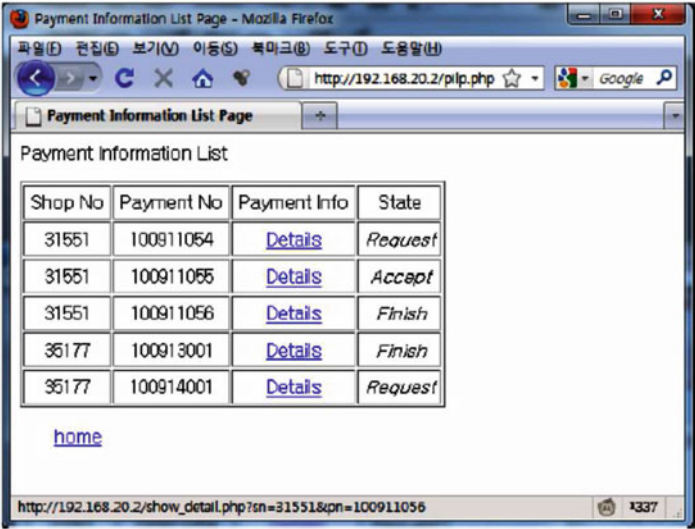 Payment Information List Page - Mozilla Firefox
파일(F) 편집(E) 보기(V) 이동(S) 북마크(B) 도구(T) 도움말(H)
http://192.168.20.2/pilp.php Google
Payment Information List Page
Payment Information List
Shop No Payment No Payment Info State
31551 100911054 Details Request
31551 100911055 Details Accept
31551 100911056 Details Finish
35177 100913001 Details Finish
35177 100914001 Details Request
home
http://192.168.20.2/show_detail.php?sn=31551&pn=100911056 1337